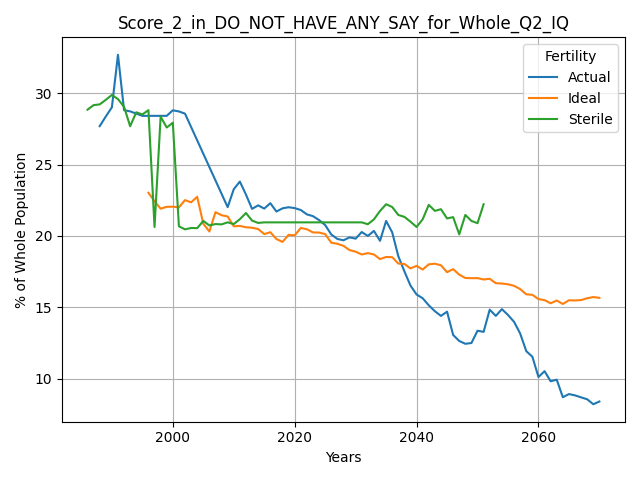 Score_2_in_DO_NOT_HAVE_ANY_SAY_for_Whole_Q2_IQ
Fertility
Actual
Ideal
Sterile
% of Whole Population
30
25
20
15
10
2000 2020 2040 2060
Years